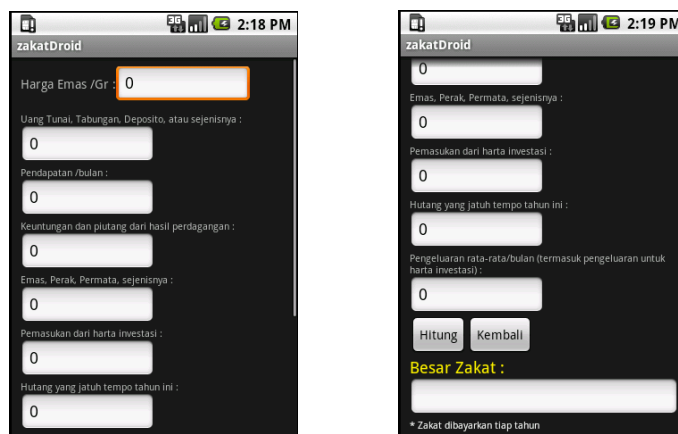 3G 2:18 PM
zakatDroid
Harga Emas /Gr : 0
Uang Tunai, Tabungan, Deposito, atau sejenisnya :
0
Pendapatan /bulan :
0
Keuntungan dan piutang dari hasil perdagangan :
0
Emas, Perak, Permata, sejenisnya :
0
Pemasukan dari harta investasi :
0
Hutang yang jatuh tempo tahun ini :
0
3G 2:19 PM
zakatDroid
0
Emas, Perak, Permata, sejenisnya :
0
Pemasukan dari harta investasi :
0
Hutang yang jatuh tempo tahun ini :
0
Pengeluaran rata-rata/bulan (termasuk pengeluaran untuk
harta investasi) :
0
Hitung Kembali
Besar Zakat :
* Zakat dibayarkan tiap tahun